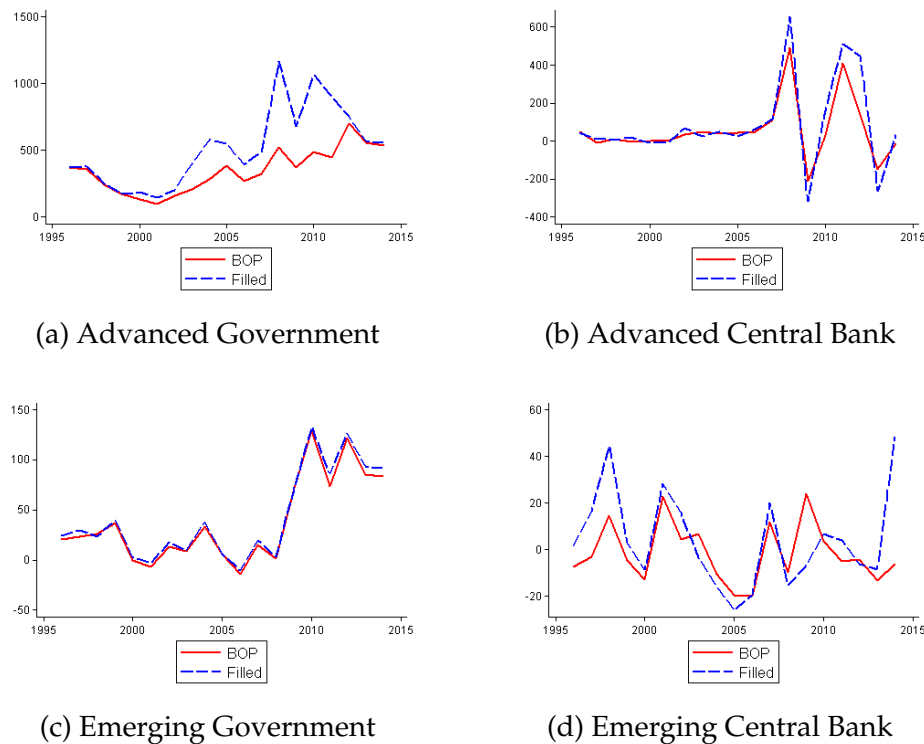 1500
1000
500
0
1995 2000 2005 2010 2015
BOP
Filled
(a) Advanced Government
600
400
200
0
-200
-400
1995 2000 2005 2010 2015
BOP
Filled
(b) Advanced Central Bank
150
100
50
0
-50
1995 2000 2005 2010 2015
BOP
Filled
(c) Emerging Government
60
40
20
0
-20
1995 2000 2005 2010 2015
BOP
Filled
(d) Emerging Central Bank